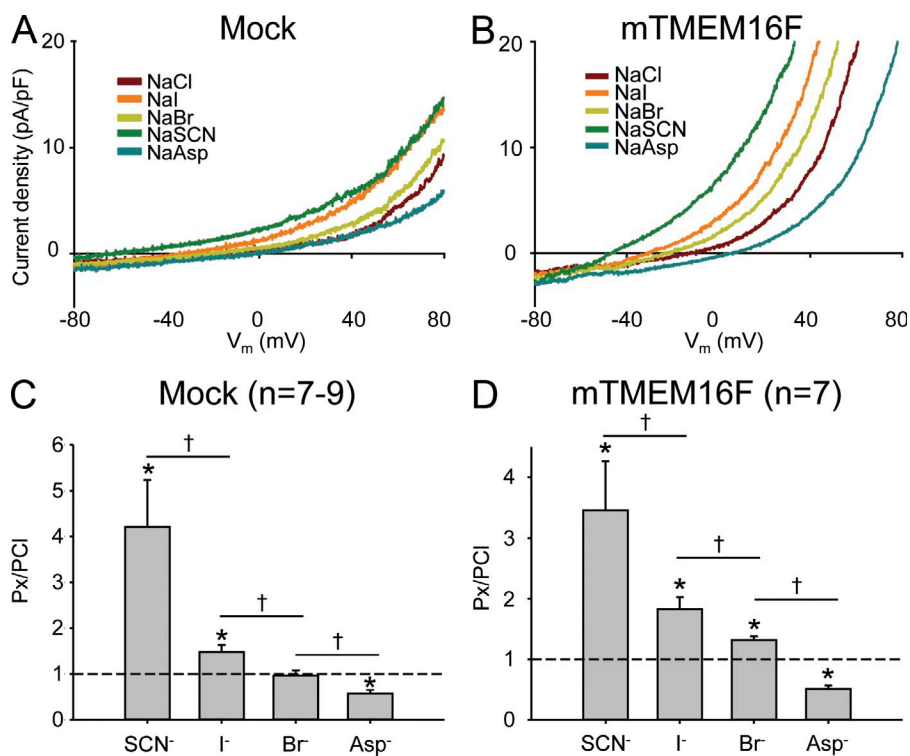 A
Mock
20
10
0
Current density (pA/pF)
NaCl
NaI
NaBr
NaSCN
NaAsp
-80
-40
0
40
80
Vm (mV)
B
mTMEM16F
20
10
0
NaCl
NaI
NaBr
NaSCN
NaAsp
-80
-40
0
40
80
Vm (mV)
C
Mock (n=7-9)
6
5
4
3
2
1
0
Px/PCl
*
†
*
†
†
*
SCN-
I-
Br-
Asp-
D
mTMEM16F (n=7)
4
3
2
1
0
Px/PCl
†
*
†
*
†
*
*
SCN-
I-
Br-
Asp-